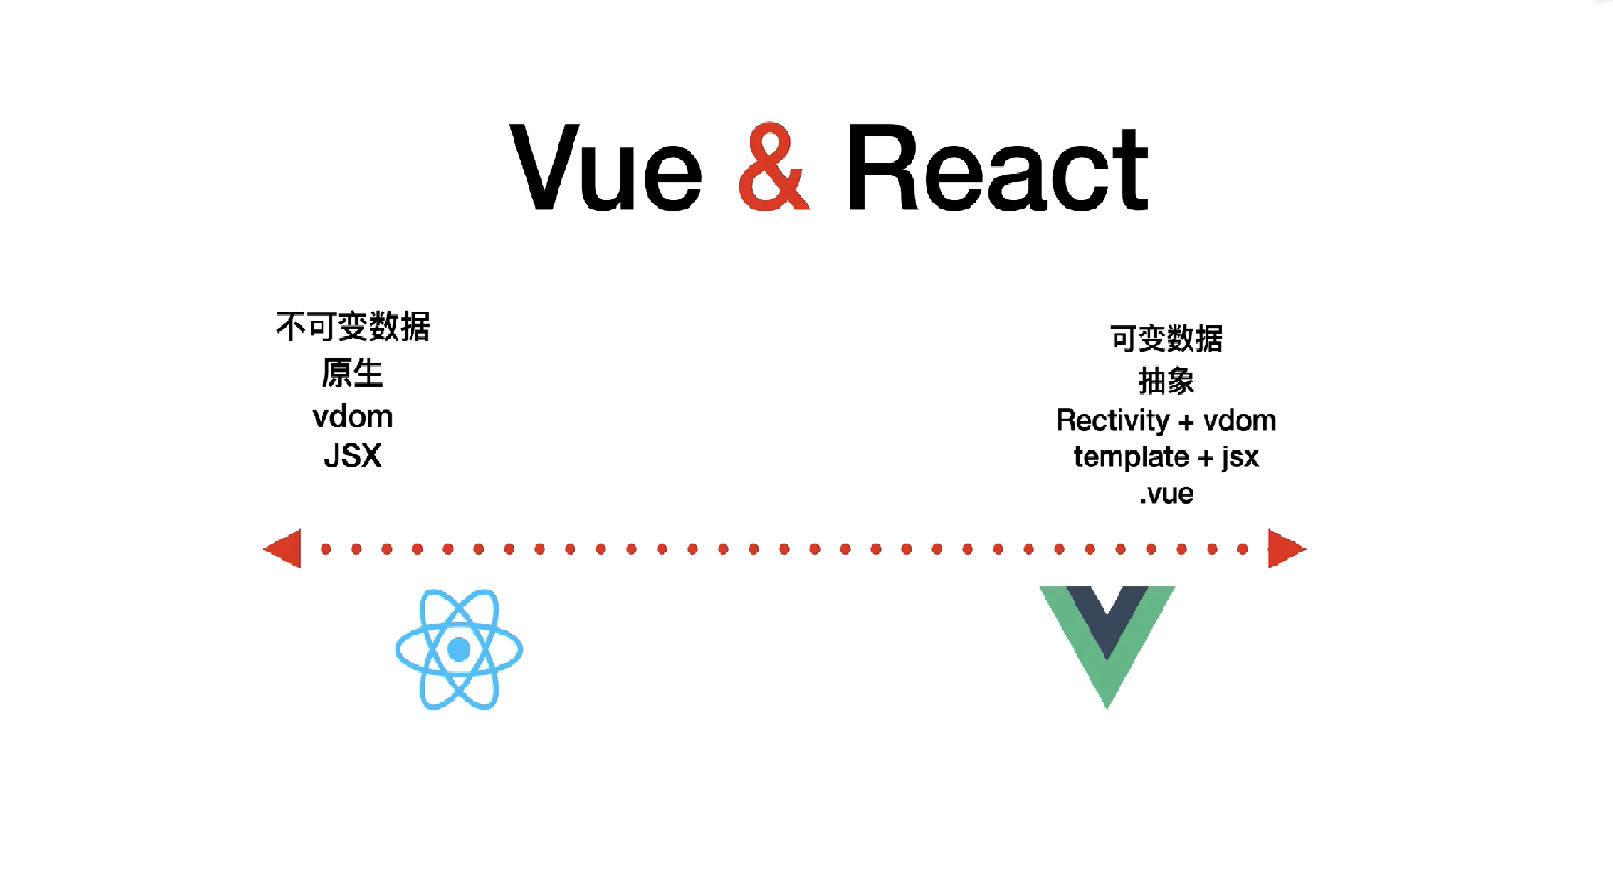 Vue & React
不可变数据
原生
vdom
JSX
可变数据
抽象
Rectivity + vdom
template + jsx
.vue